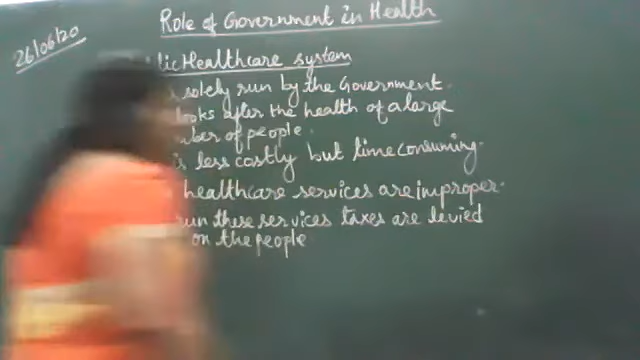 Role of Government in Health
26/06/20
Healthcare system
solely run by the Government.
looks after the health of a large
of people.
is less costly but time consuming.
healthcare services are improper.
run these services taxes are levied
on the people